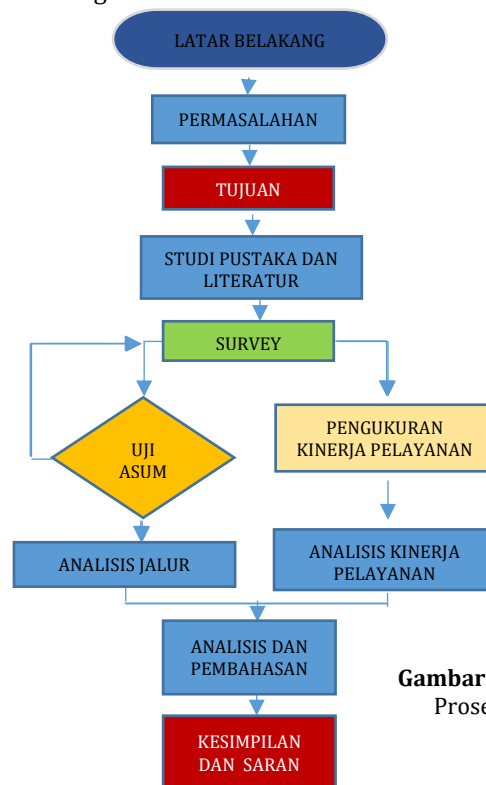 LATAR BELAKANG
PERMASALAHAN
TUJUAN
STUDI PUSTAKA DAN
LITERATUR
SURVEY
UJI
ASUM
PENGUKURAN
KINERJA PELAYANAN
ANALISIS JALUR
ANALISIS KINERJA
PELAYANAN
ANALISIS DAN
PEMBAHASAN
Gambar
Prose
KESIMPILAN
DAN SARAN